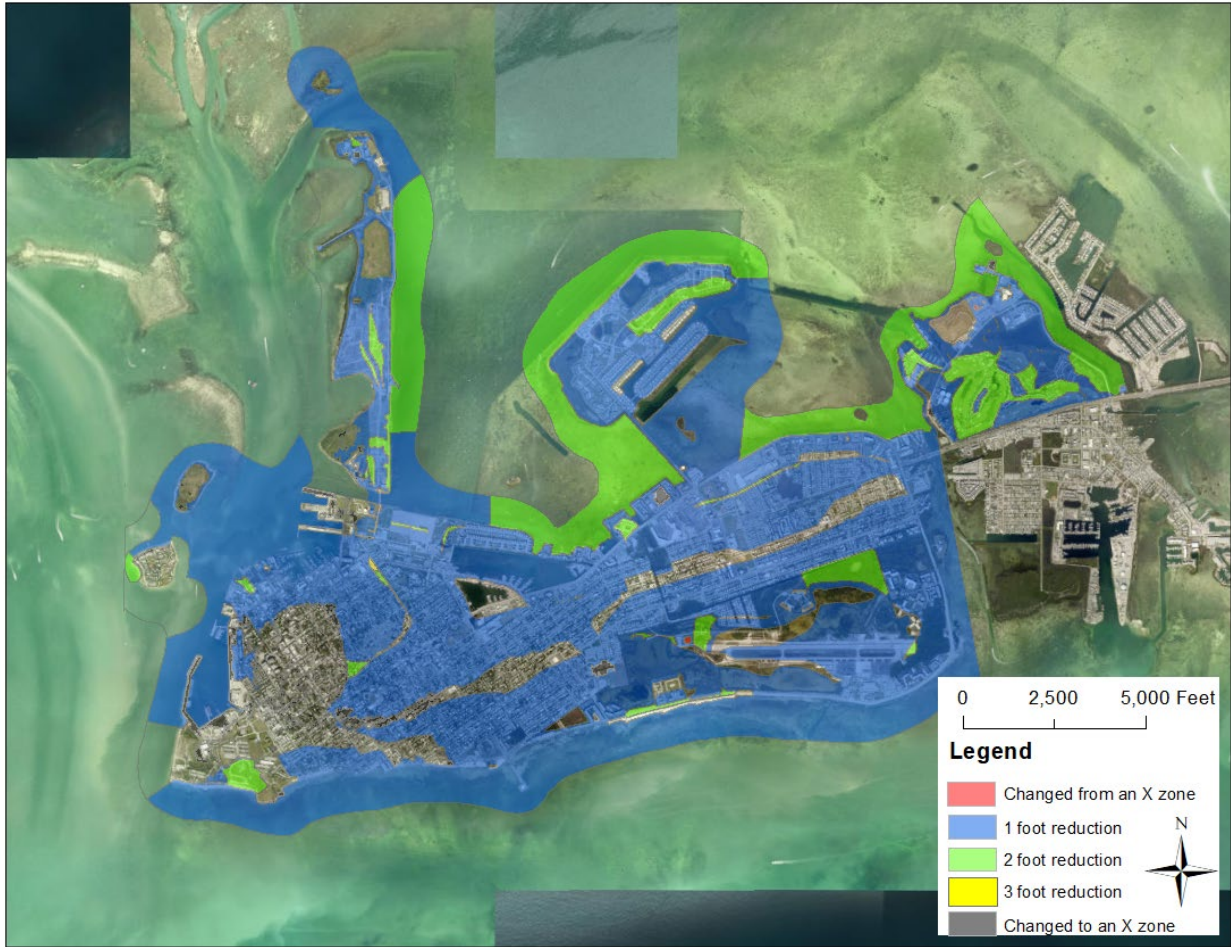 0 2,500 5,000 Feet
Legend
Changed from an X zone
1 foot reduction
2 foot reduction
3 foot reduction
Changed to an X zone
N